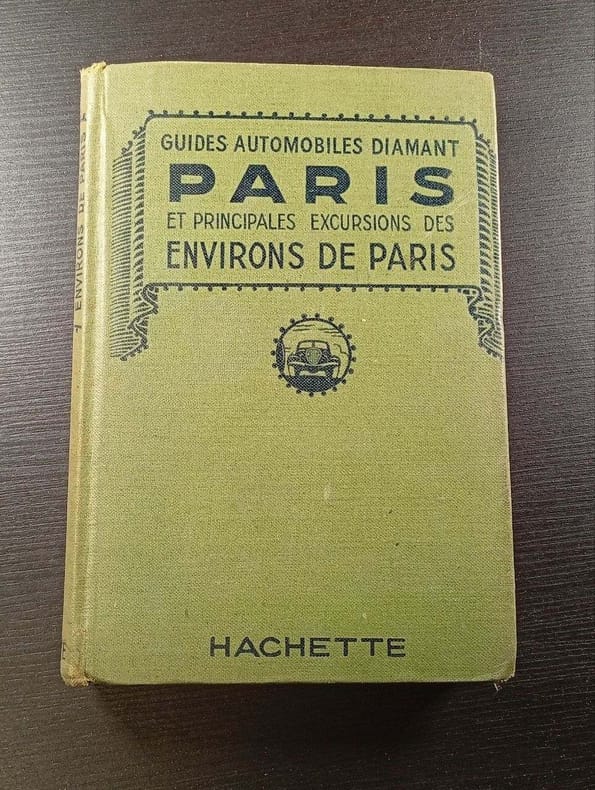 GUIDES AUTOMOBILES DIAMANT
PARIS
ET PRINCIPALES EXCURSIONS DES
ENVIRONS DE PARIS
HACHETTE
ENVIRONS DE PARIS